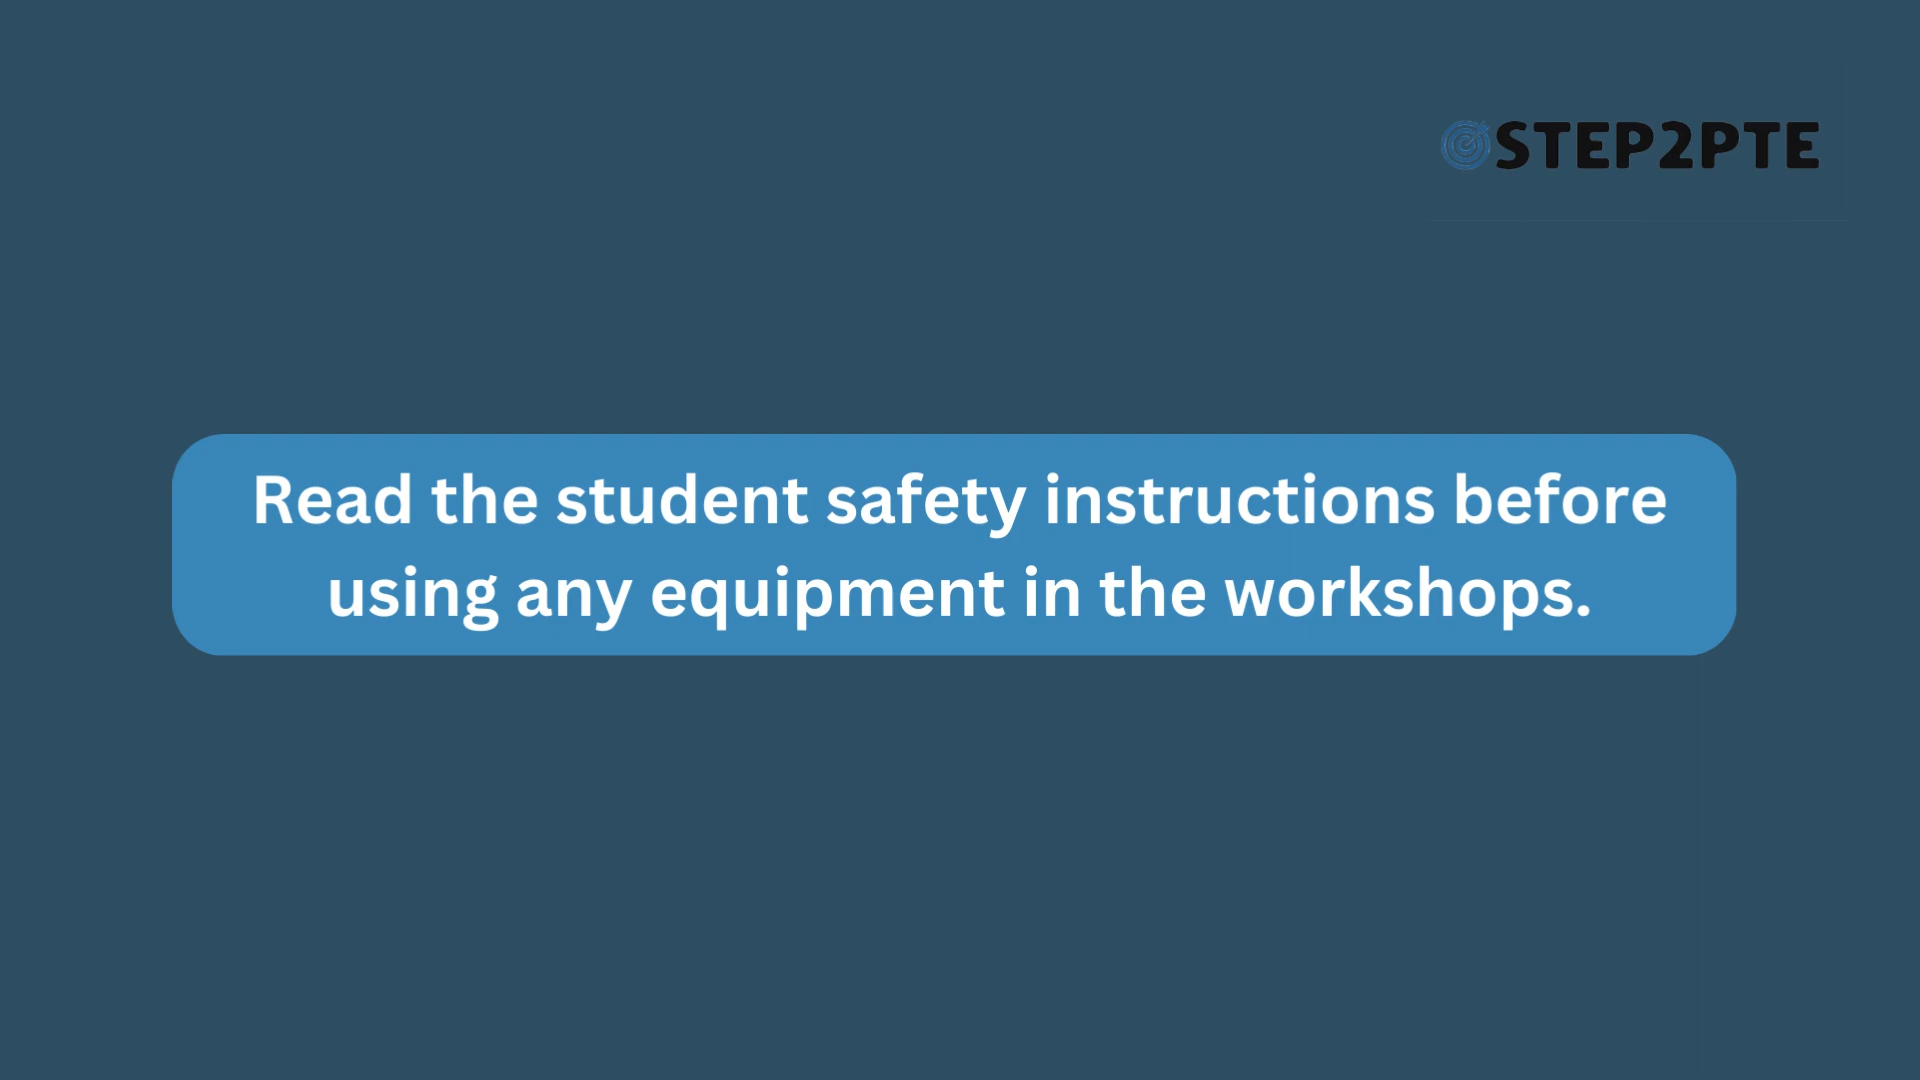 STEP2PTE
Read the student safety instructions before
using any equipment in the workshops.